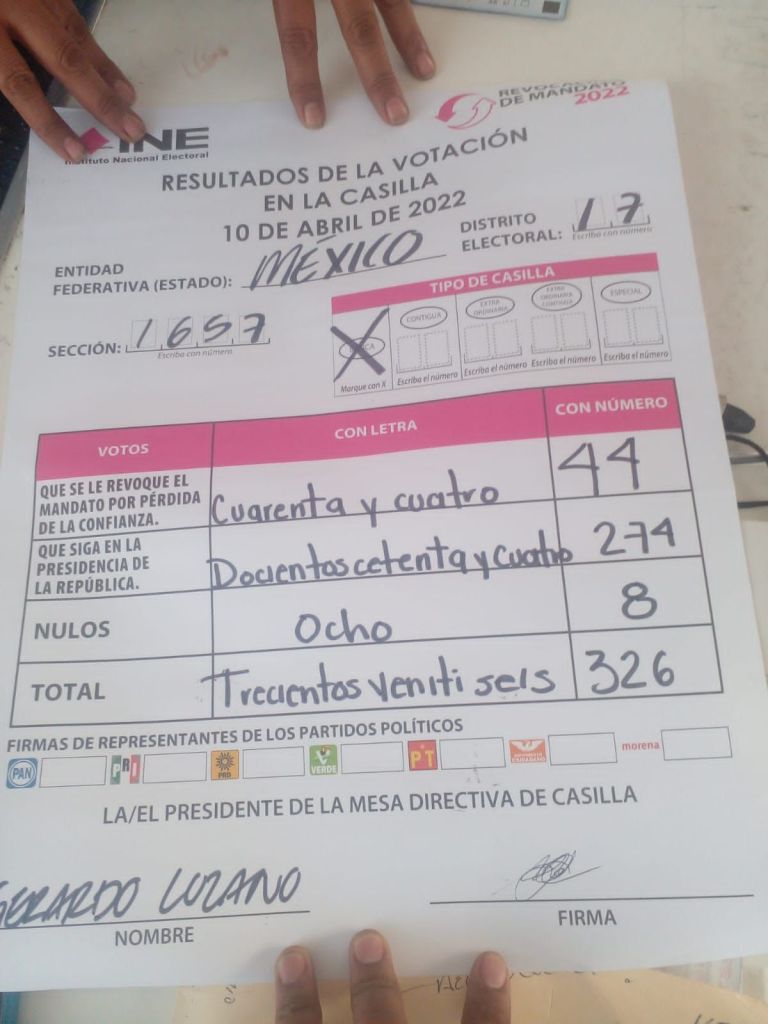 INE
Instituto Nacional Electoral
REVOCACIÓN
DE MANDATO
2022
RESULTADOS DE LA VOTACIÓN
EN LA CASILLA
10 DE ABRIL DE 2022
ENTIDAD
FEDERATIVA (ESTADO): MÉXICO
DISTRITO
ELECTORAL: 17
Escriba con número
SECCIÓN: 1657
Escriba con número
TIPO DE CASILLA
CONTIGUA
EXTRA
ORDINARIA
EXTRA
ORDINARIA
CONTIGUA
ESPECIAL
Marque con X
Escriba el número
Escriba el número
Escriba el número
Escriba el número
VOTOS
CON LETRA
CON NÚMERO
QUE SE LE REVOQUE EL
MANDATO POR PÉRDIDA
DE LA CONFIANZA.
Cuarenta y cuatro
44
QUE SIGA EN LA
PRESIDENCIA DE
LA REPÚBLICA.
Docientos cetenta y cuatro
274
NULOS
Ocho
8
TOTAL
Trecientos veniti seis
326
FIRMAS DE REPRESENTANTES DE LOS PARTIDOS POLÍTICOS
PAN
PRI
PRD
VERDE
PT
MOVIMIENTO
CIUDADANO
morena
LA/EL PRESIDENTE DE LA MESA DIRECTIVA DE CASILLA
GERARDO LOZANO
NOMBRE
FIRMA